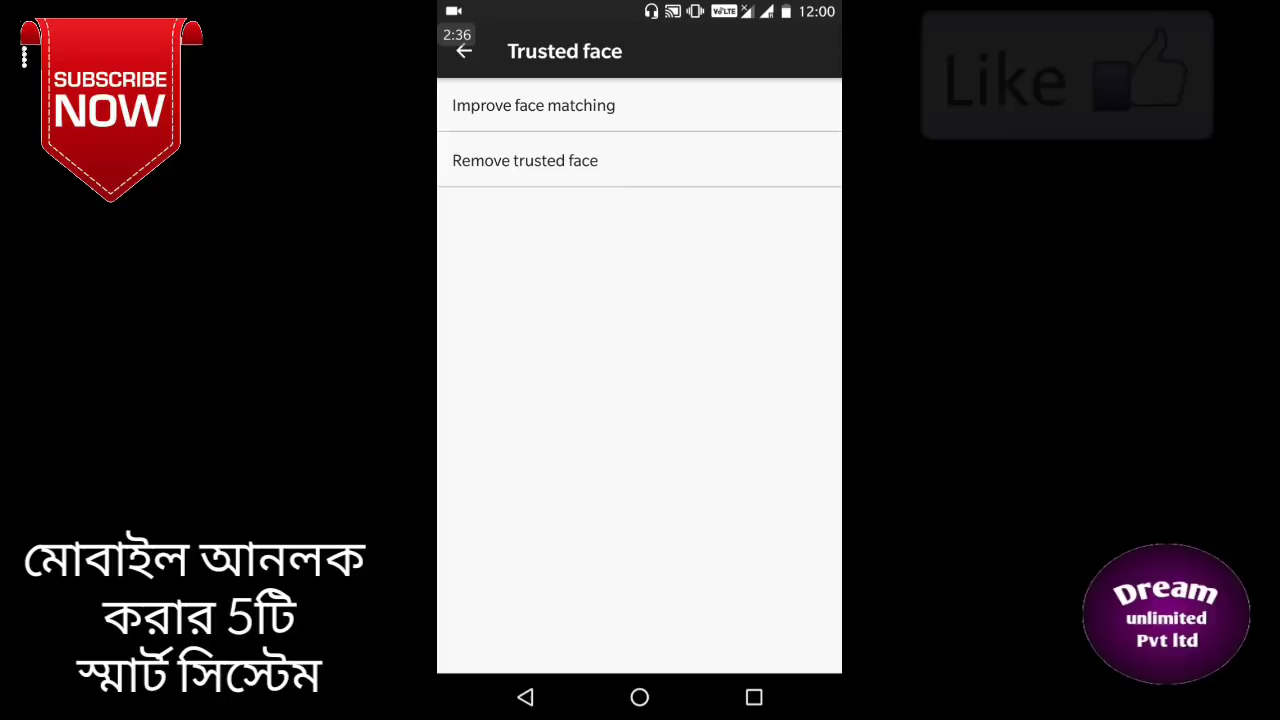 SUBSCRIBE
NOW
2:36
VoLTE
12:00
Trusted face
Improve face matching
Remove trusted face
Like
মোবাইল আনলক
করার 5টি
স্মার্ট সিস্টেম
Dream
unlimited
Pvt ltd